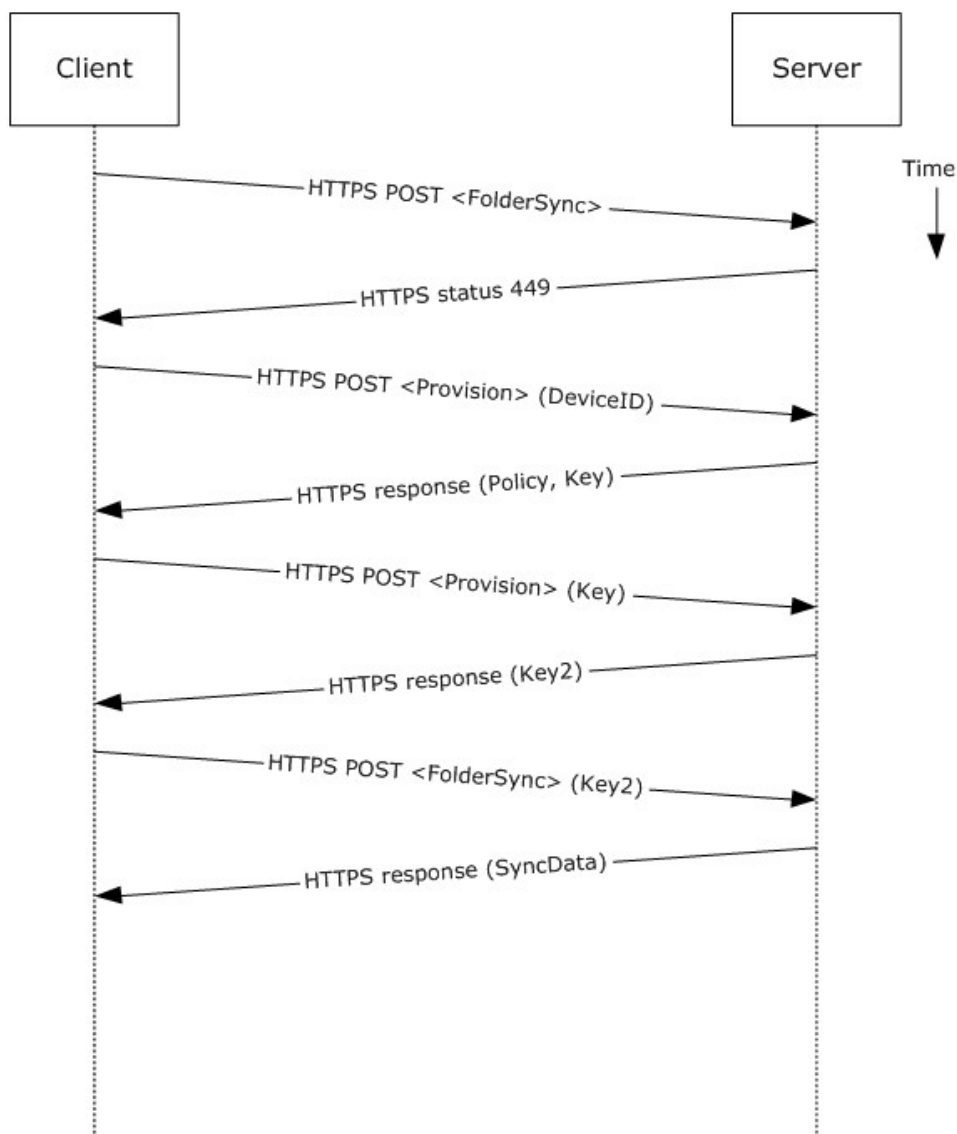 Client
Server
Time
HTTPS POST <FolderSync>
HTTPS status 449
HTTPS POST <Provision> (DeviceID)
HTTPS response (Policy, Key)
HTTPS POST <Provision> (Key)
HTTPS response (Key2)
HTTPS POST <FolderSync> (Key2)
HTTPS response (SyncData)